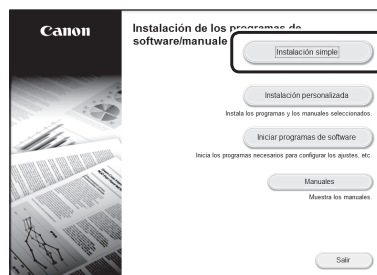 Canon
Instalación de los programas de
software/manuale
Instalación simple
Instalación personalizada
Instala los programas y los manuales seleccionados.
Iniciar programas de software
Inicia los programas necesarios para configurar los ajustes, etc.
Manuales
Muestra los manuales.
Salir